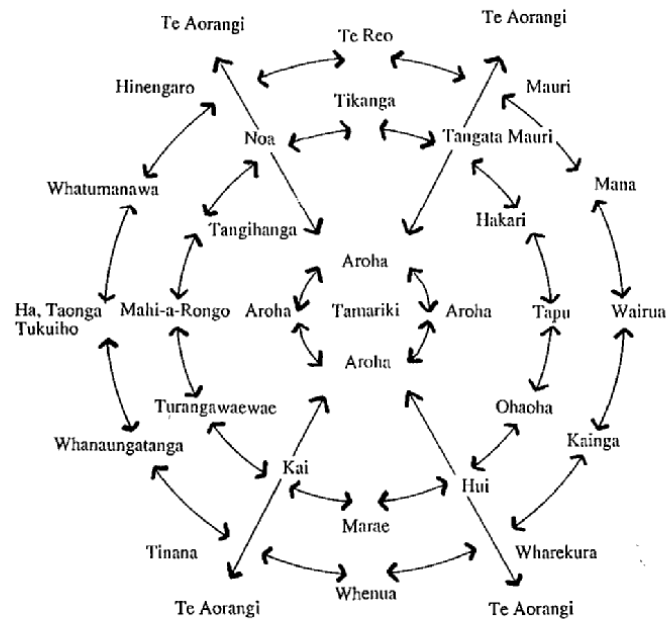 Te Aorangi
Te Aorangi
Te Reo
Hinengaro
Mauri
Tikanga
Noa
Tangata Mauri
Whatumanawa
Mana
Tangihanga
Hakari
Aroha
Ha, Taonga
Tukuiho
Mahi-a-Rongo
Aroha
Tamariki
Aroha
Tapu
Wairua
Aroha
Turangawaewae
Ohaoha
Whanaungatanga
Kainga
Kai
Hui
Marae
Tinana
Wharekura
Whenua
Te Aorangi
Te Aorangi